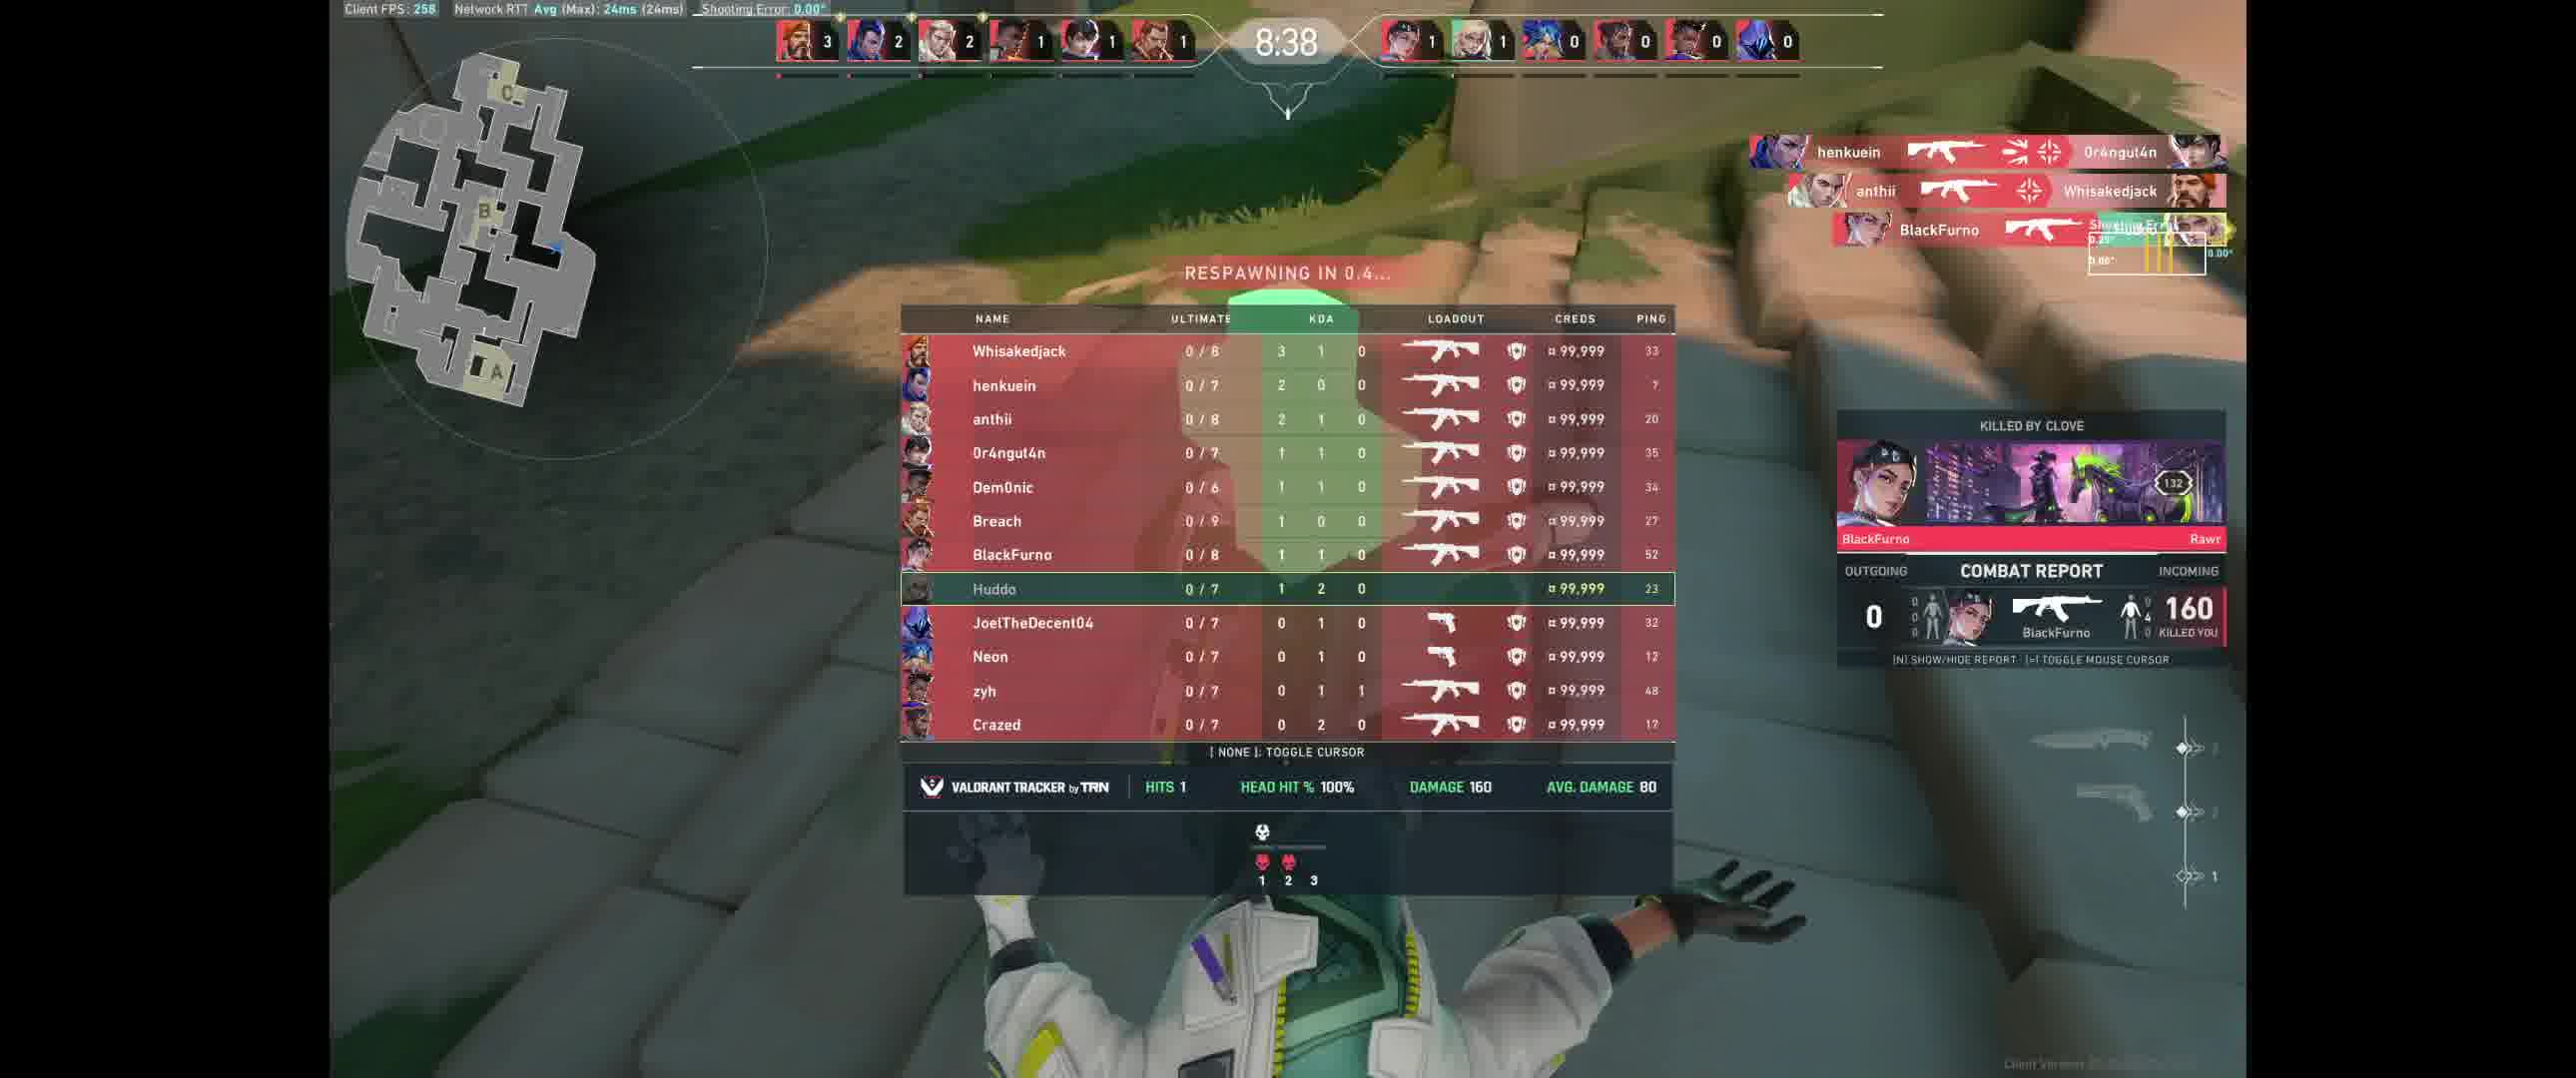 Client FPS: 258 Network RTT Avg (Max): 24ms (24ms) Shooting Error: 0.00°
3 2 2 1 1 1 8:38 1 1 0 0 0 0
C
B
A
henkuein 0r4ngut4n
anthii Whisakedjack
BlackFurno
0.00°
RESPAWNING IN 0.4...
NAME ULTIMATE KDA LOADOUT CREDS PING
Whisakedjack 0 / 8 3 1 0 ¤ 99,999 33
henkuein 0 / 7 2 0 0 ¤ 99,999 7
anthii 0 / 8 2 1 0 ¤ 99,999 20
0r4ngut4n 0 / 7 1 1 0 ¤ 99,999 35
Dem0nic 0 / 6 1 1 0 ¤ 99,999 34
Breach 0 / 9 1 0 0 ¤ 99,999 27
BlackFurno 0 / 8 1 1 0 ¤ 99,999 52
Huddo 0 / 7 1 2 0 ¤ 99,999 23
JoelTheDecent04 0 / 7 0 1 0 ¤ 99,999 32
Neon 0 / 7 0 1 0 ¤ 99,999 12
zyh 0 / 7 0 1 1 ¤ 99,999 48
Crazed 0 / 7 0 2 0 ¤ 99,999 17
[ NONE ]: TOGGLE CURSOR
VALORANT TRACKER by TRN HITS 1 HEAD HIT % 100% DAMAGE 160 AVG. DAMAGE 80
1 2 3
KILLED BY CLOVE
132
BlackFurno Rawr
OUTGOING COMBAT REPORT INCOMING
0 BlackFurno 4 160
KILLED YOU
[N] SHOW/HIDE REPORT [=] TOGGLE MOUSE CURSOR
1